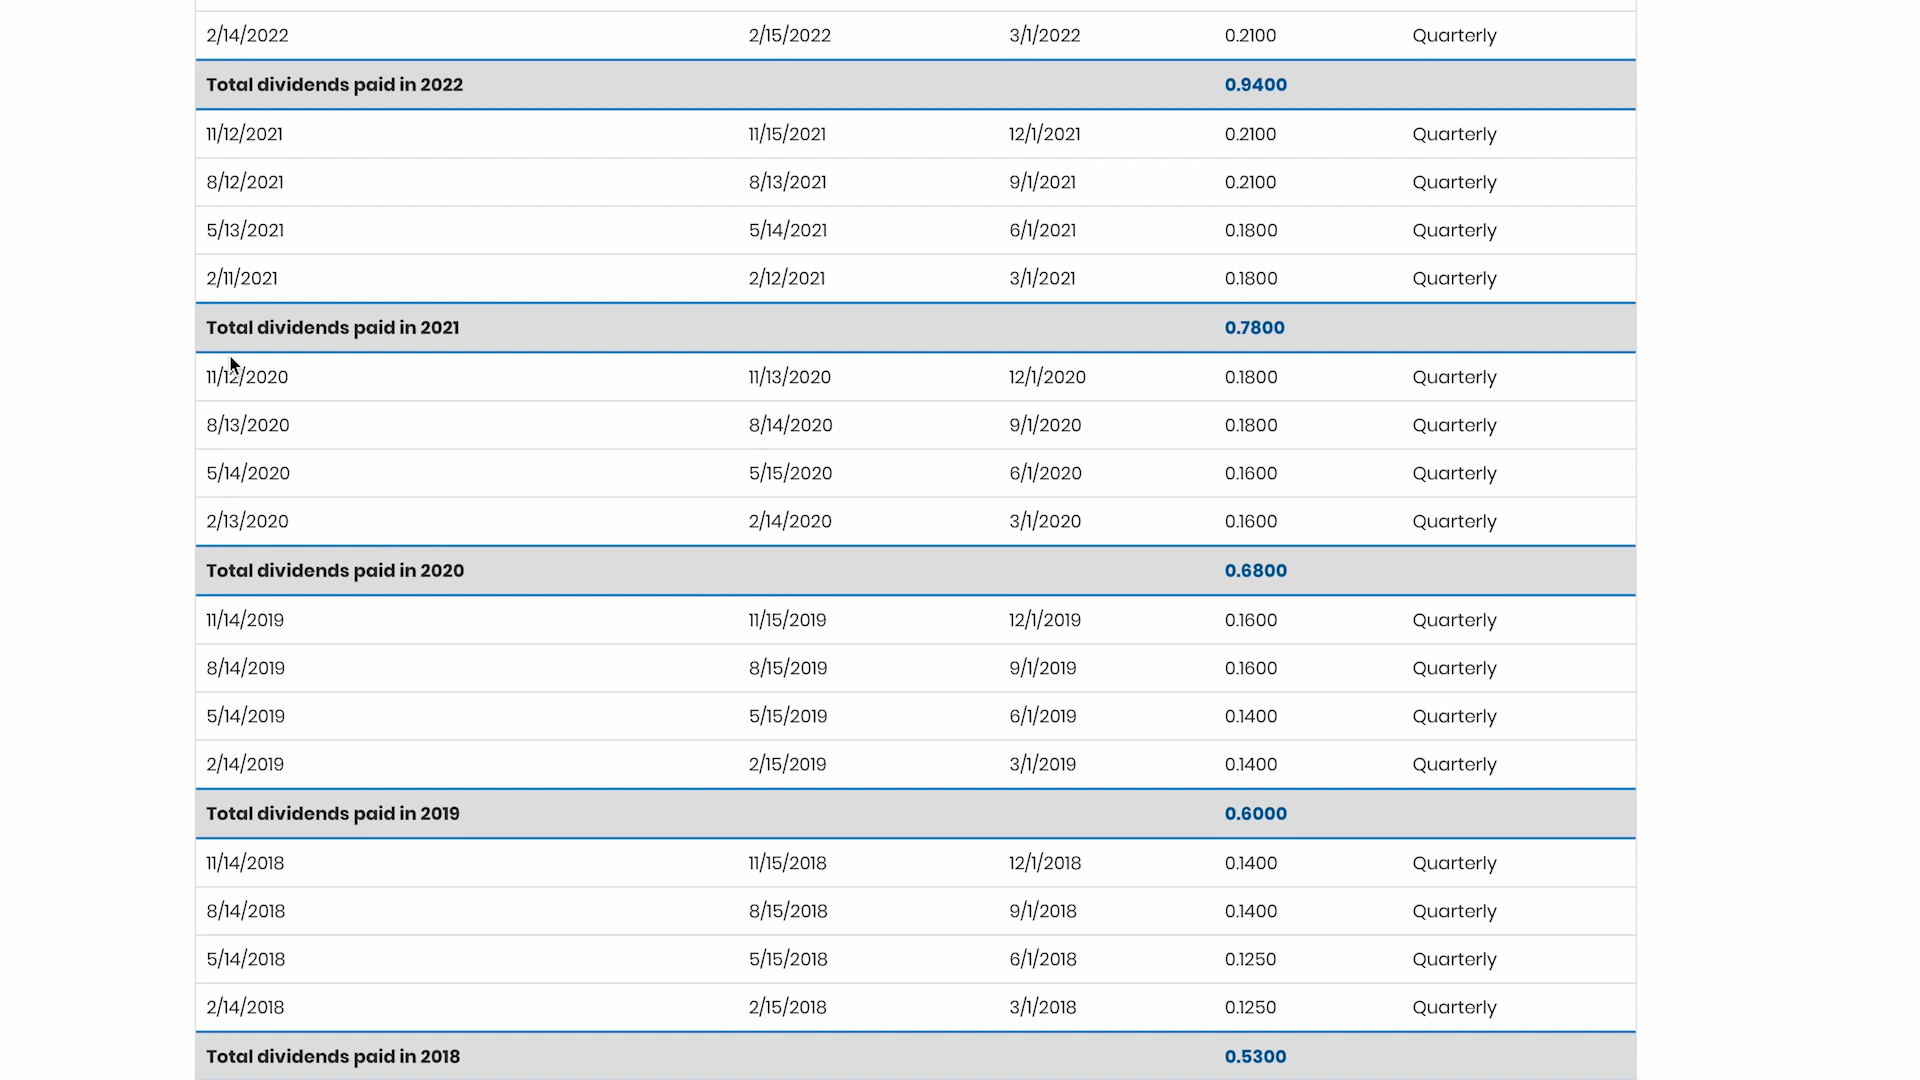 2/14/2022 2/15/2022 3/1/2022 0.2100 Quarterly
Total dividends paid in 2022 0.9400
11/12/2021 11/15/2021 12/1/2021 0.2100 Quarterly
8/12/2021 8/13/2021 9/1/2021 0.2100 Quarterly
5/13/2021 5/14/2021 6/1/2021 0.1800 Quarterly
2/11/2021 2/12/2021 3/1/2021 0.1800 Quarterly
Total dividends paid in 2021 0.7800
11/12/2020 11/13/2020 12/1/2020 0.1800 Quarterly
8/13/2020 8/14/2020 9/1/2020 0.1800 Quarterly
5/14/2020 5/15/2020 6/1/2020 0.1600 Quarterly
2/13/2020 2/14/2020 3/1/2020 0.1600 Quarterly
Total dividends paid in 2020 0.6800
11/14/2019 11/15/2019 12/1/2019 0.1600 Quarterly
8/14/2019 8/15/2019 9/1/2019 0.1600 Quarterly
5/14/2019 5/15/2019 6/1/2019 0.1400 Quarterly
2/14/2019 2/15/2019 3/1/2019 0.1400 Quarterly
Total dividends paid in 2019 0.6000
11/14/2018 11/15/2018 12/1/2018 0.1400 Quarterly
8/14/2018 8/15/2018 9/1/2018 0.1400 Quarterly
5/14/2018 5/15/2018 6/1/2018 0.1250 Quarterly
2/14/2018 2/15/2018 3/1/2018 0.1250 Quarterly
Total dividends paid in 2018 0.5300